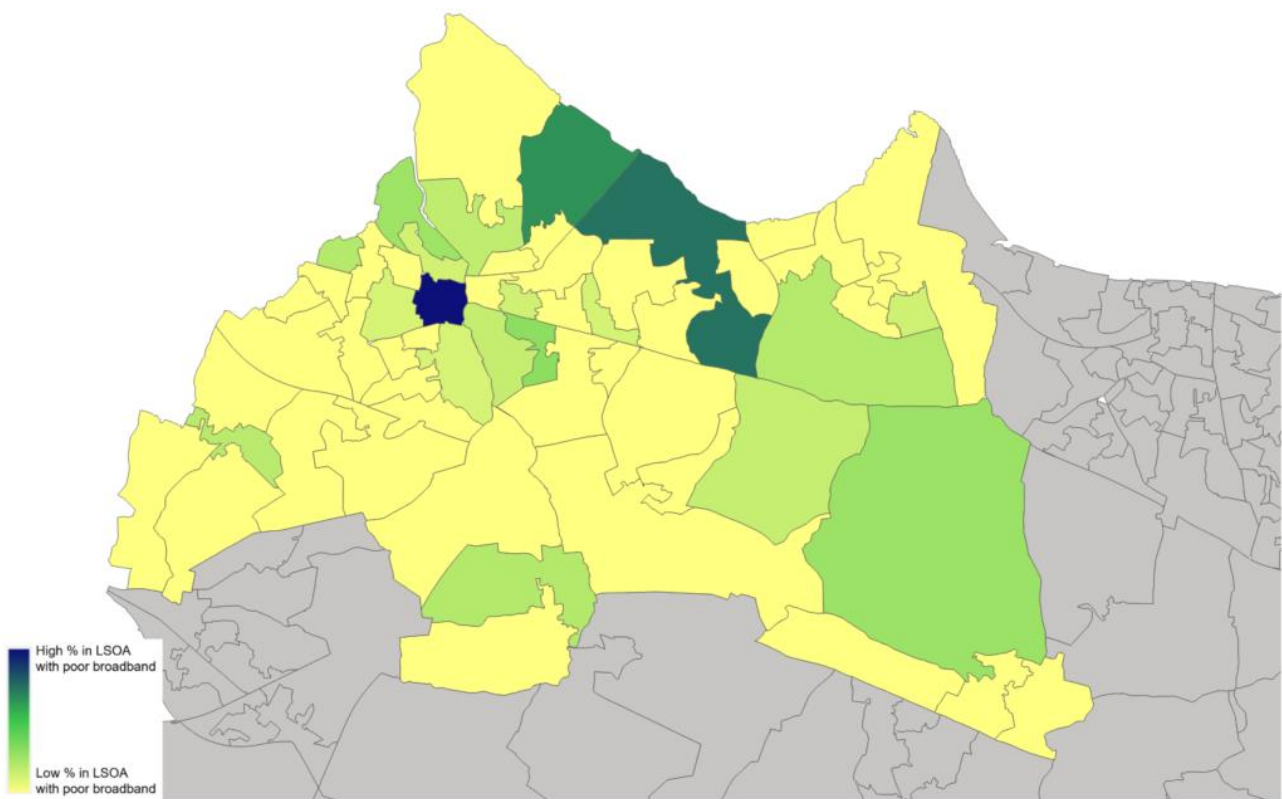 High % in LSOA
with poor broadband
Low % in LSOA
with poor broadband